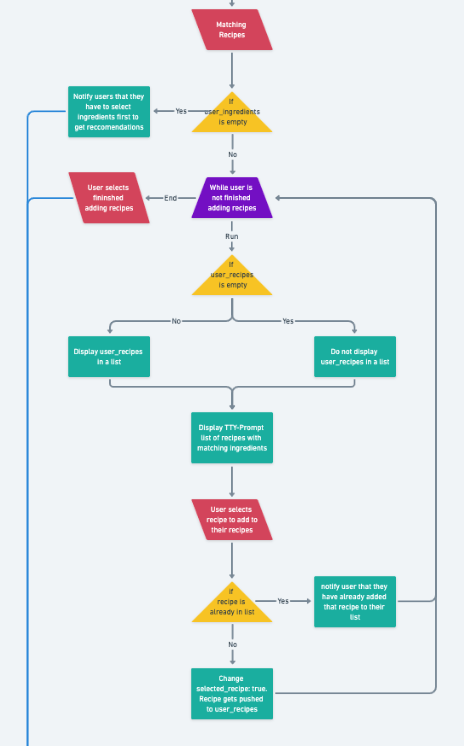 Matching
Recipes
Notify users that they
have to select
ingredients first to
get reccomendations
Yes
If
user_ingredients
is empty
No
User selects
fininshed
adding recipes
End
While user is
not finished
adding recipes
Run
If
user_recipes
is empty
No
Yes
Display user_recipes
in a list
Do not display
user_recipes in a list
Display TTY-Prompt
list of recipes with
matching ingredients
User selects
recipe to add to
their recipes
If
recipe is
already in list
Yes
notify user that they
have already added
that recipe to their
list
No
Change
selected_recipe: true.
Recipe gets pushed
to user_recipes